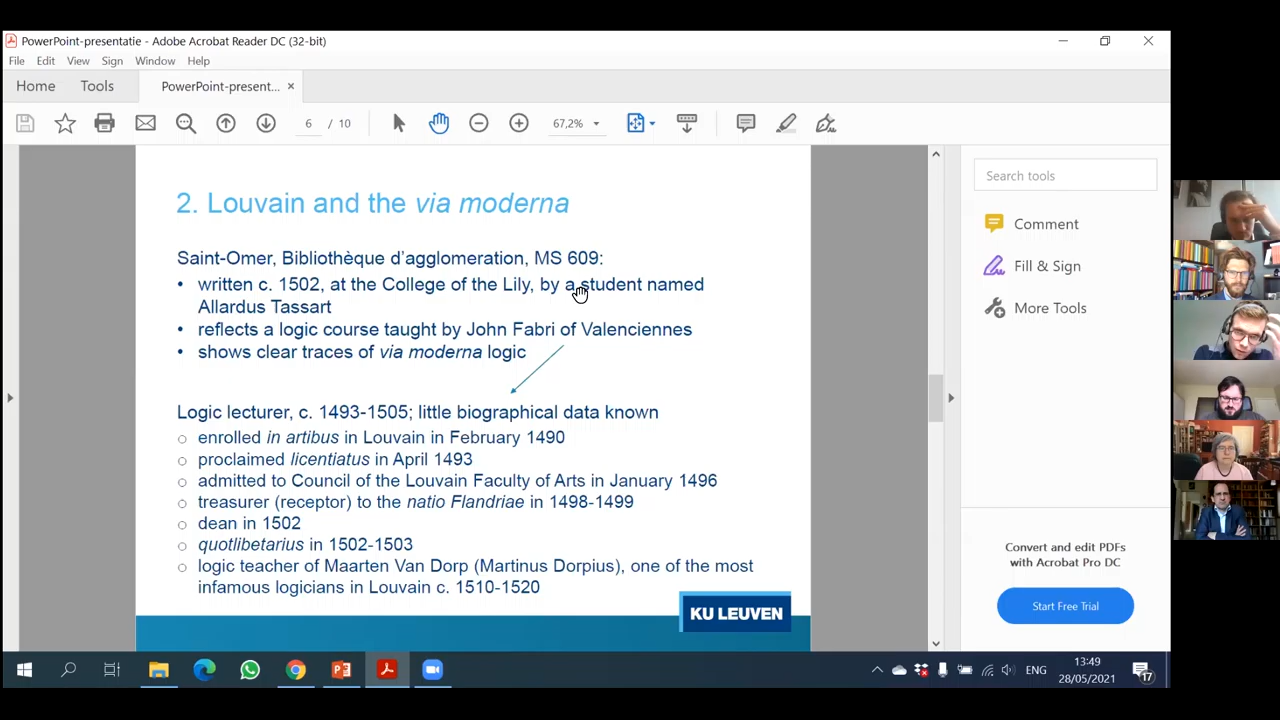 PowerPoint-presentatie - Adobe Acrobat Reader DC (32-bit)
File Edit View Sign Window Help
Home Tools PowerPoint-present... ×
6 / 10 67,2%
2. Louvain and the via moderna
Saint-Omer, Bibliothèque d'agglomeration, MS 609:
• written c. 1502, at the College of the Lily, by a student named
Allardus Tassart
• reflects a logic course taught by John Fabri of Valenciennes
• shows clear traces of via moderna logic
Logic lecturer, c. 1493-1505; little biographical data known
○ enrolled in artibus in Louvain in February 1490
○ proclaimed licentiatus in April 1493
○ admitted to Council of the Louvain Faculty of Arts in January 1496
○ treasurer (receptor) to the natio Flandriae in 1498-1499
○ dean in 1502
○ quotlibetarius in 1502-1503
○ logic teacher of Maarten Van Dorp (Martinus Dorpius), one of the most
infamous logicians in Louvain c. 1510-1520
KU LEUVEN
Search tools
Comment
Fill & Sign
More Tools
Convert and edit PDFs
with Acrobat Pro DC
Start Free Trial
ENG
13:49
28/05/2021
17